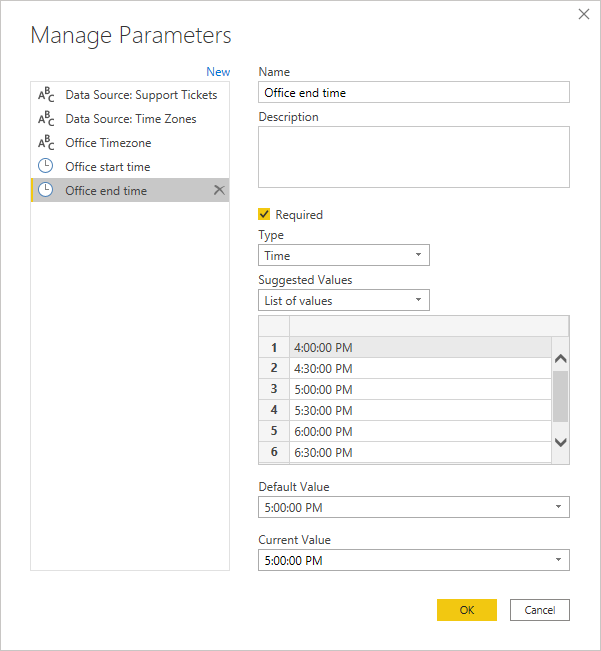 Manage Parameters
New
ABC Data Source: Support Tickets
ABC Data Source: Time Zones
ABC Office Timezone
Office start time
Office end time
Name
Office end time
Description
Required
Type
Time
Suggested Values
List of values
1 4:00:00 PM
2 4:30:00 PM
3 5:00:00 PM
4 5:30:00 PM
5 6:00:00 PM
6 6:30:00 PM
Default Value
5:00:00 PM
Current Value
5:00:00 PM
OK Cancel